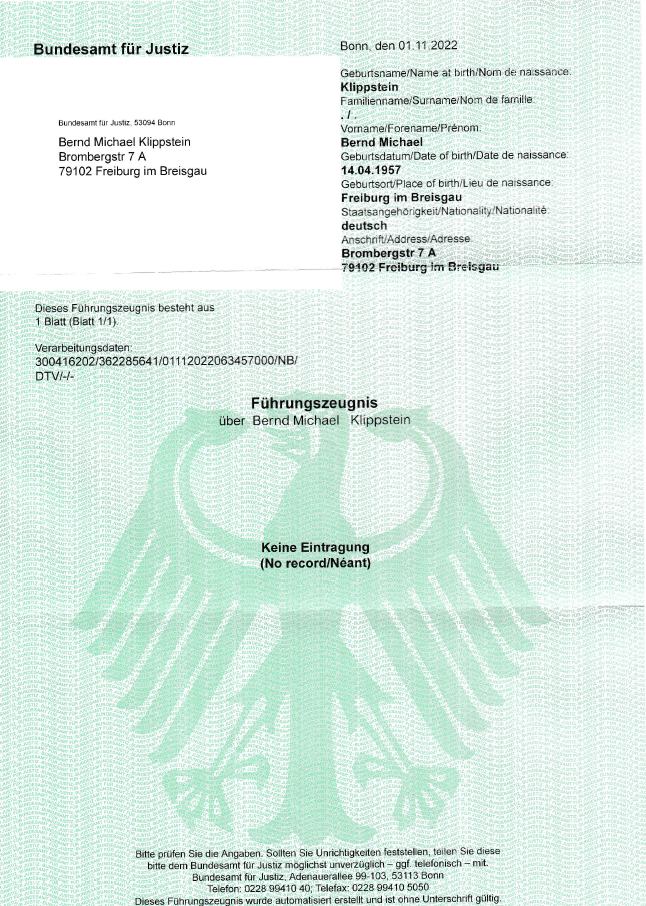 Bundesamt für Justiz
Bundesamt für Justiz, 53094 Bonn
Bernd Michael Klippstein
Brombergstr 7 A
79102 Freiburg im Breisgau
Bonn, den 01.11.2022
Geburtsname/Name at birth/Nom de naissance:
Klippstein
Familienname/Surname/Nom de famille:
. / .
Vorname/Forename/Prénom:
Bernd Michael
Geburtsdatum/Date of birth/Date de naissance:
14.04.1957
Geburtsort/Place of birth/Lieu de naissance:
Freiburg im Breisgau
Staatsangehörigkeit/Nationality/Nationalité:
deutsch
Anschrift/Address/Adresse:
Brombergstr 7 A
79102 Freiburg im Breisgau
Dieses Führungszeugnis besteht aus
1 Blatt (Blatt 1/1).
Verarbeitungsdaten:
300416202/362285641/01112022063457000/NB/
DTV/-/-
Führungszeugnis
über Bernd Michael Klippstein
Keine Eintragung
(No record/Néant)
Bitte prüfen Sie die Angaben. Sollten Sie Unrichtigkeiten feststellen, teilen Sie diese
bitte dem Bundesamt für Justiz möglichst unverzüglich – ggf. telefonisch – mit.
Bundesamt für Justiz, Adenauerallee 99-103, 53113 Bonn
Telefon: 0228 99410 40; Telefax: 0228 99410 5050
Dieses Führungszeugnis wurde automatisiert erstellt und ist ohne Unterschrift gültig.